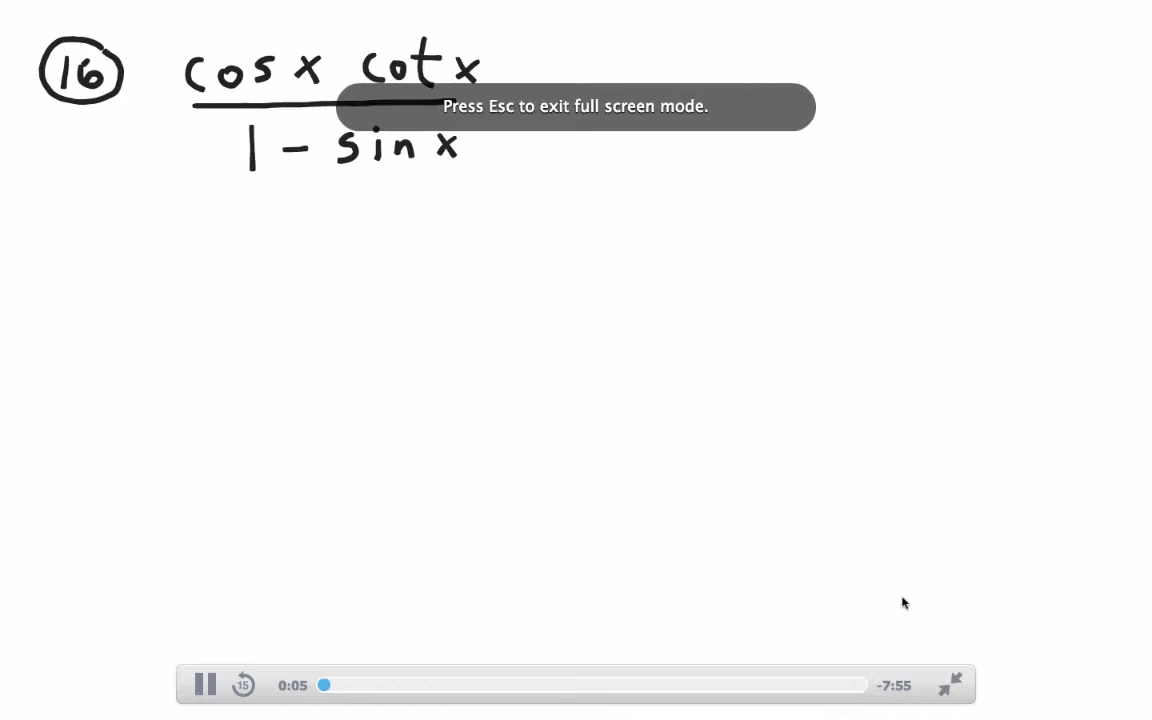 16 cos x cot x
Press Esc to exit full screen mode.
1 - sin x
15 0:05 -7:55